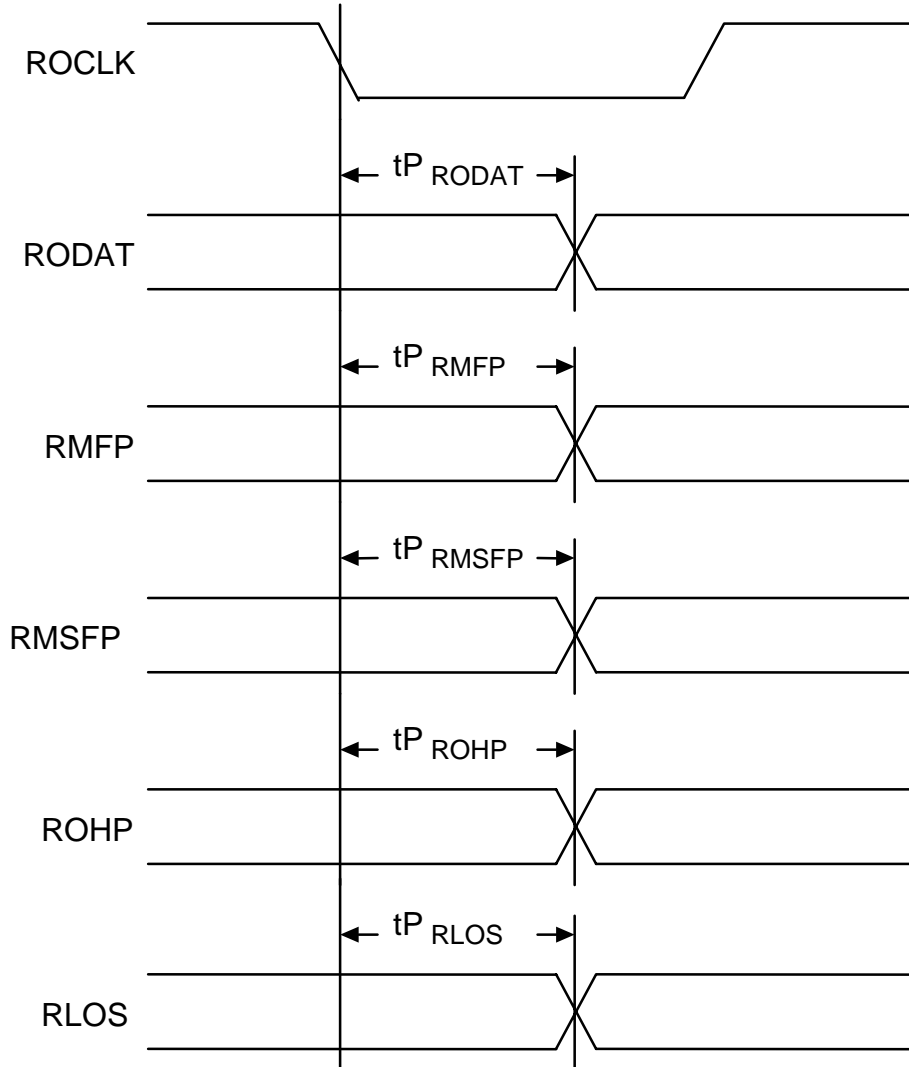 ROCLK
tP RODAT
RODAT
tP RMFP
RMFP
tP RMSFP
RMSFP
tP ROHP
ROHP
tP RLOS
RLOS